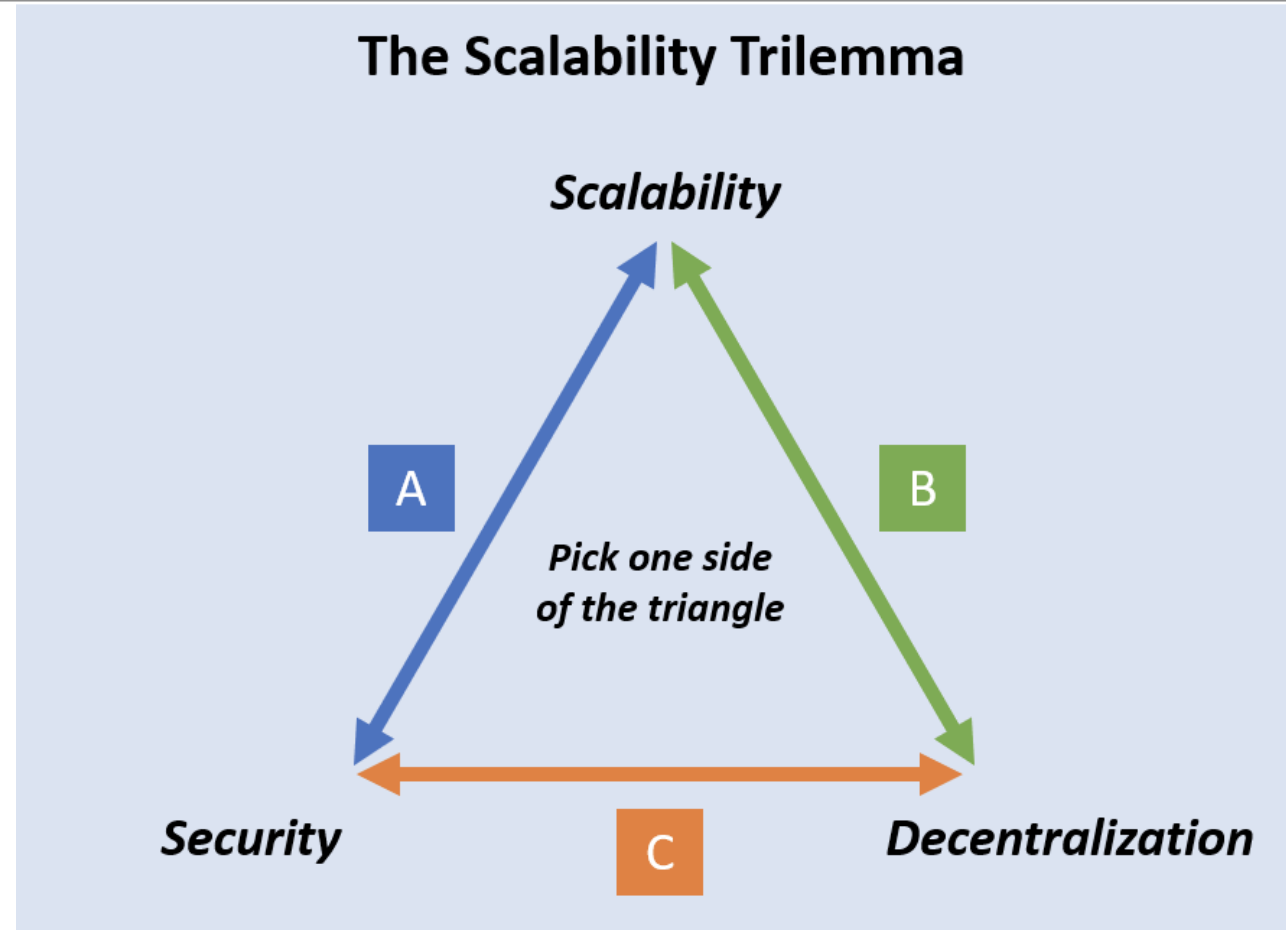 The Scalability Trilemma
Scalability
A
B
Pick one side
of the triangle
Security
Decentralization
C